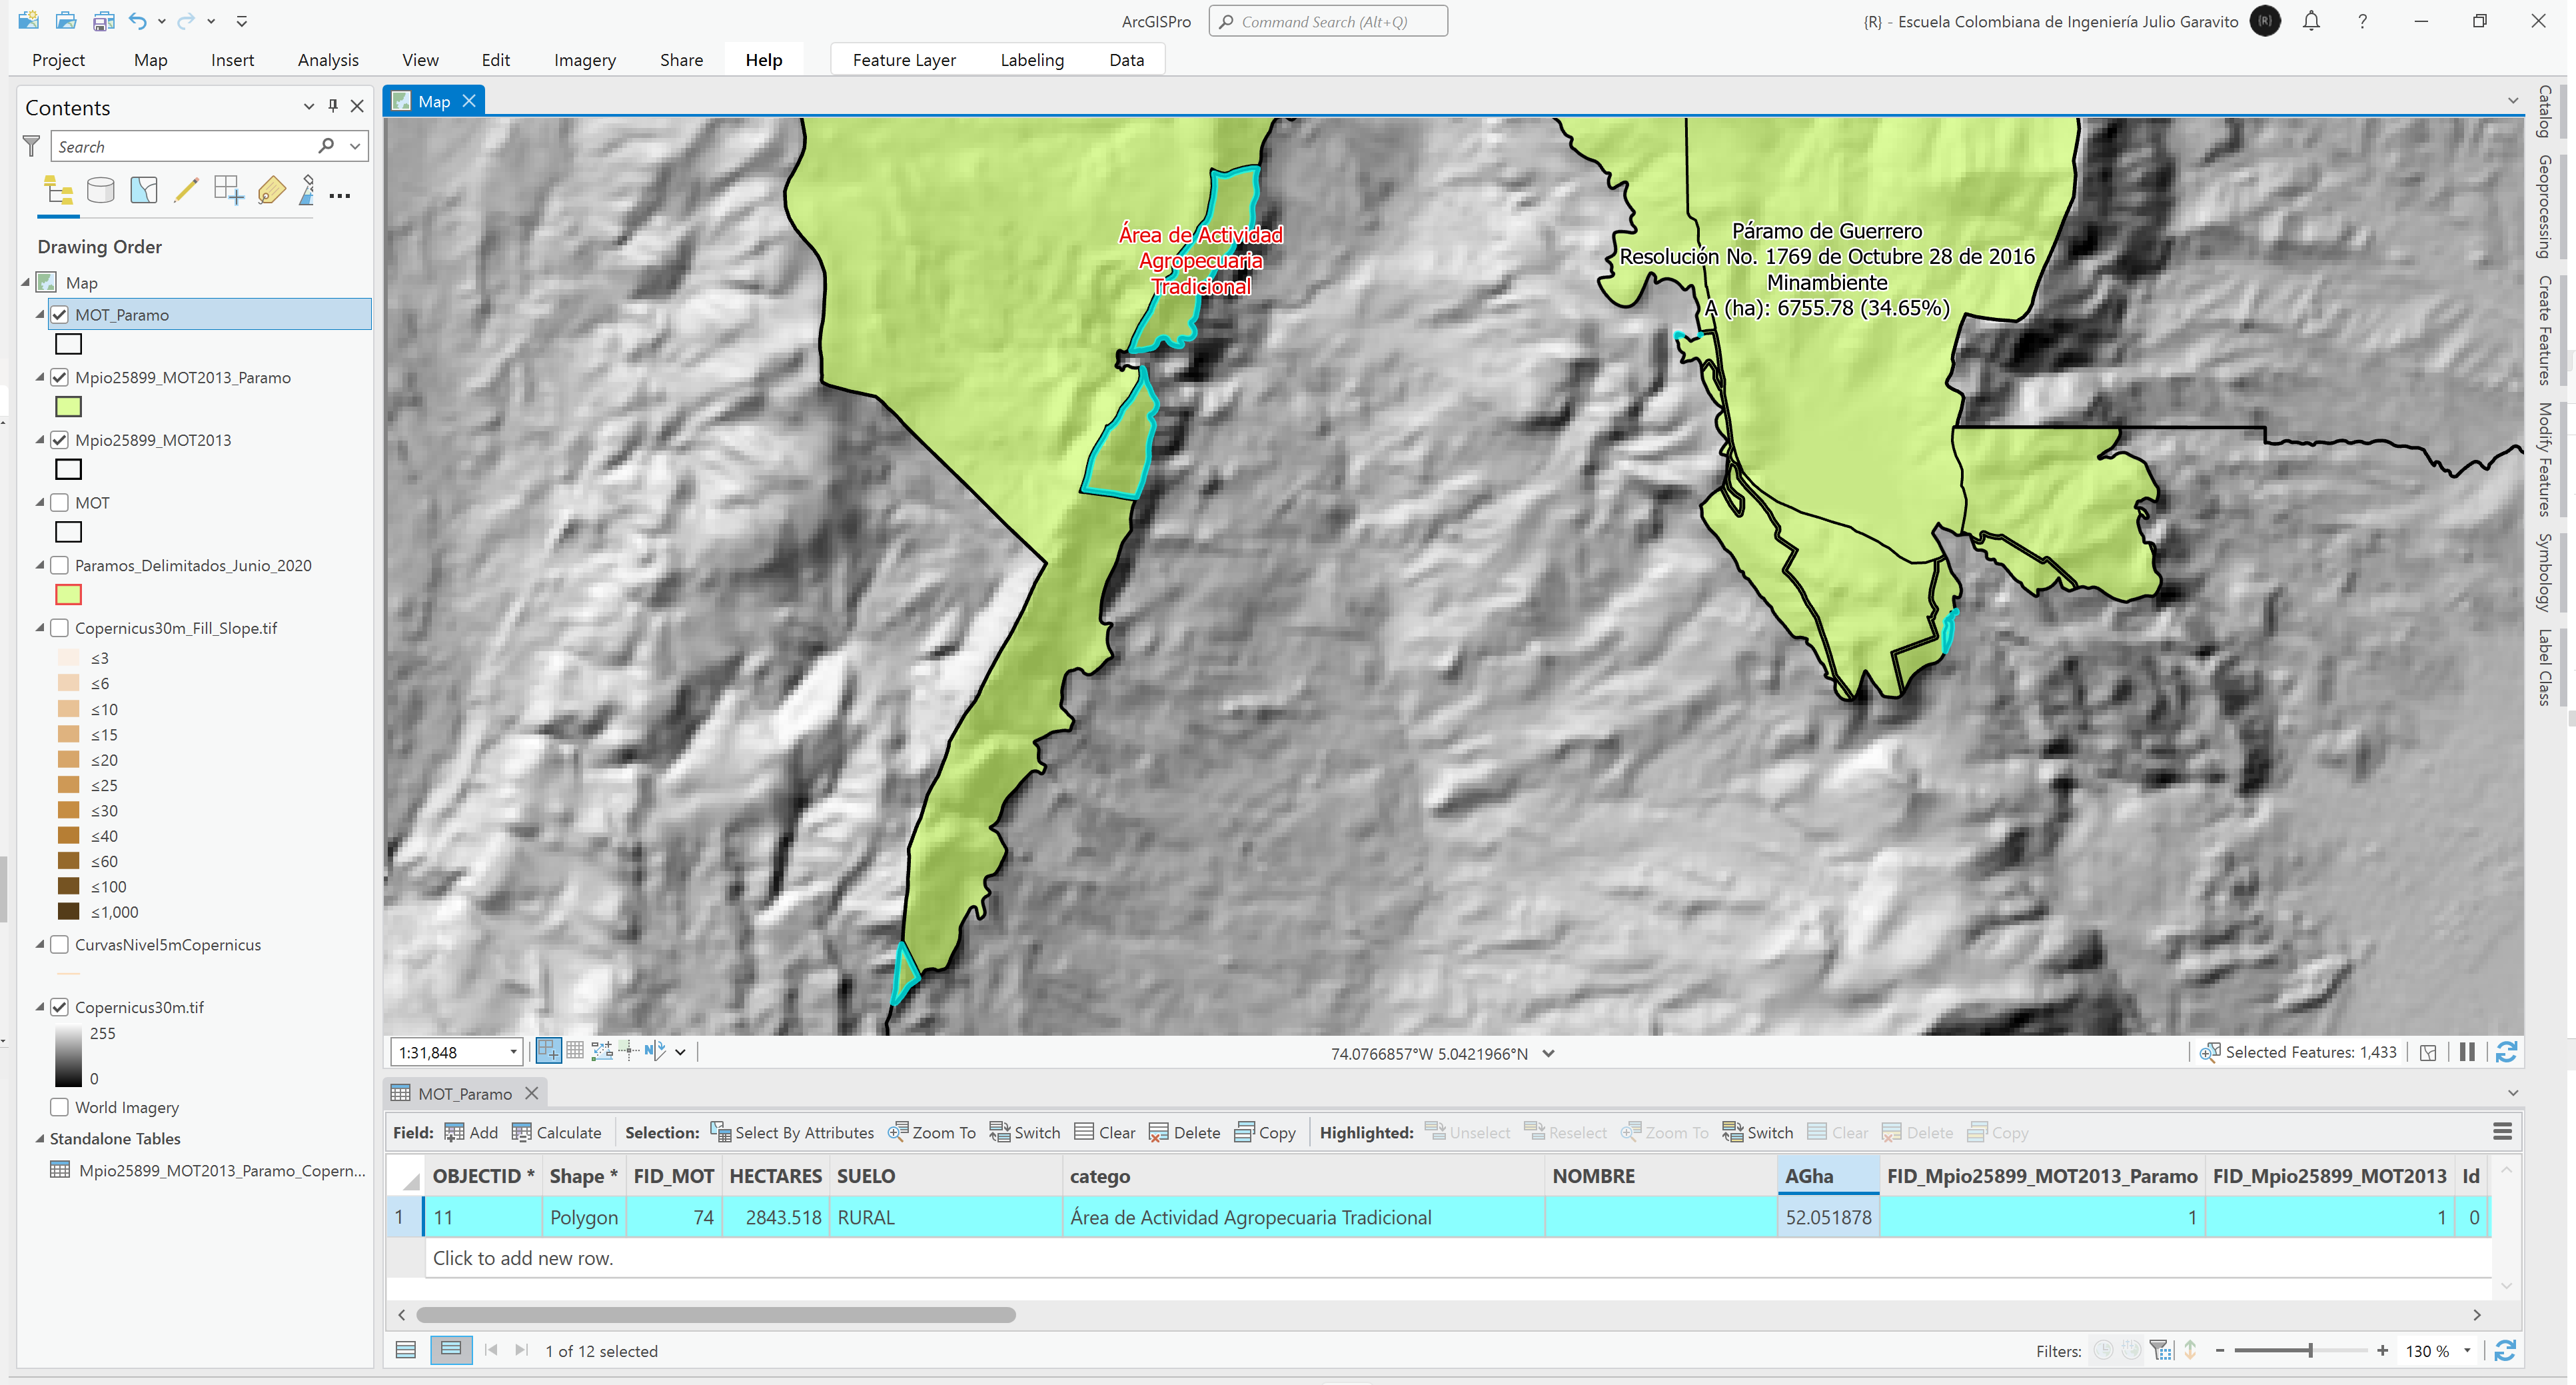 ArcGISPro
Command Search (Alt+Q)
{R} - Escuela Colombiana de Ingeniería Julio Garavito
{R}
Project
Map
Insert
Analysis
View
Edit
Imagery
Share
Help
Feature Layer
Labeling
Data
Contents
Search
Drawing Order
Map
MOT_Paramo
Mpio25899_MOT2013_Paramo
Mpio25899_MOT2013
MOT
Paramos_Delimitados_Junio_2020
Copernicus30m_Fill_Slope.tif
≤3
≤6
≤10
≤15
≤20
≤25
≤30
≤40
≤60
≤100
≤1,000
CurvasNivel5mCopernicus
Copernicus30m.tif
255
0
World Imagery
Standalone Tables
Mpio25899_MOT2013_Paramo_Copern...
Map
Área de Actividad
Agropecuaria
Tradicional
Páramo de Guerrero
Resolución No. 1769 de Octubre 28 de 2016
Minambiente
A (ha): 6755.78 (34.65%)
1:31,848
74.0766857°W 5.0421966°N
Selected Features: 1,433
MOT_Paramo
Field: Add Calculate Selection: Select By Attributes Zoom To Switch Clear Delete Copy Highlighted: Unselect Reselect Zoom To Switch Clear Delete Copy
OBJECTID * Shape * FID_MOT HECTARES SUELO catego NOMBRE AGha FID_Mpio25899_MOT2013_Paramo FID_Mpio25899_MOT2013 Id
1 11 Polygon 74 2843.518 RURAL Área de Actividad Agropecuaria Tradicional 52.051878 1 1 0
Click to add new row.
1 of 12 selected
Filters:
130 %
Catalog
Geoprocessing
Create Features
Modify Features
Symbology
Label Class